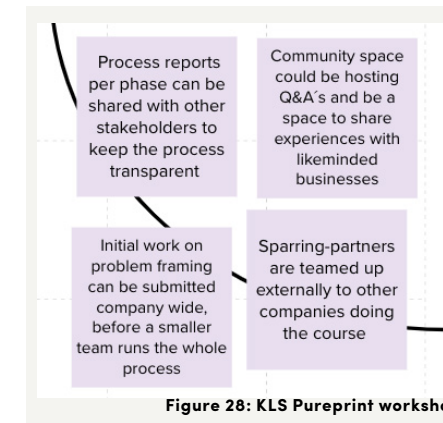 Process reports
per phase can be
shared with other
stakeholders to
keep the process
transparent
Community space
could be hosting
Q&A´s and be a
space to share
experiences with
likeminded
businesses
Initial work on
problem framing
can be submitted
company wide,
before a smaller
team runs the whole
process
Sparring-partners
are teamed up
externally to other
companies doing
the course
Figure 28: KLS Pureprint